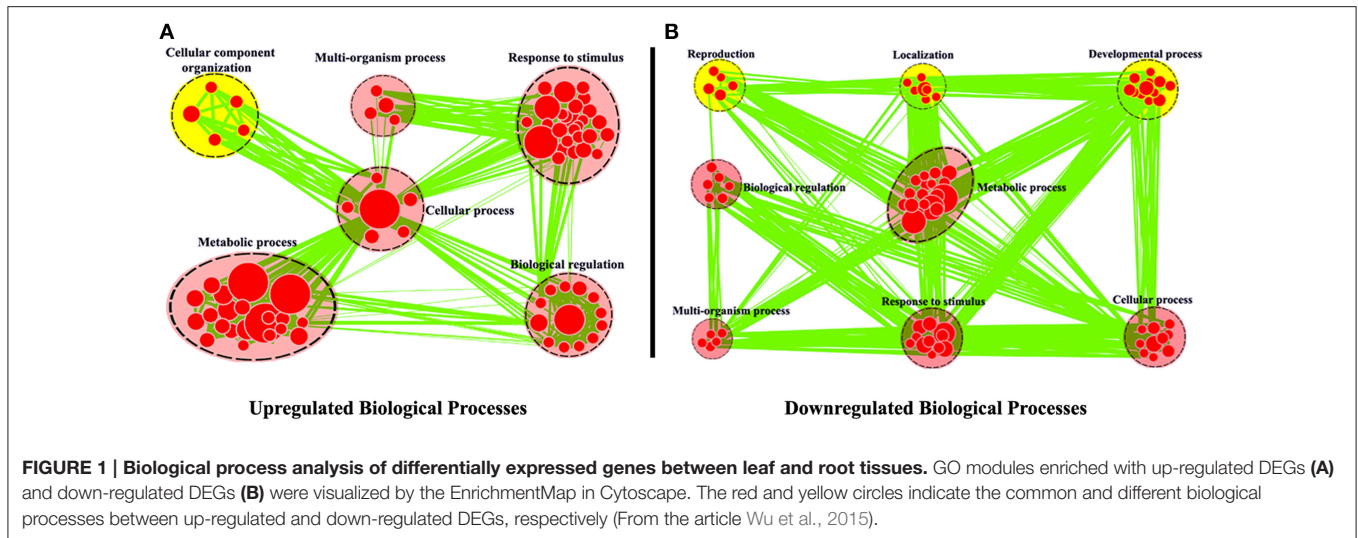 A
B
Cellular component
organization
Multi-organism process
Response to stimulus
Cellular process
Metabolic process
Biological regulation
Upregulated Biological Processes
Reproduction
Localization
Developmental process
Biological regulation
Metabolic process
Multi-organism process
Response to stimulus
Cellular process
Downregulated Biological Processes
FIGURE 1 | Biological process analysis of differentially expressed genes between leaf and root tissues. GO modules enriched with up-regulated DEGs (A)
and down-regulated DEGs (B) were visualized by the EnrichmentMap in Cytoscape. The red and yellow circles indicate the common and different biological
processes between up-regulated and down-regulated DEGs, respectively (From the article Wu et al., 2015).